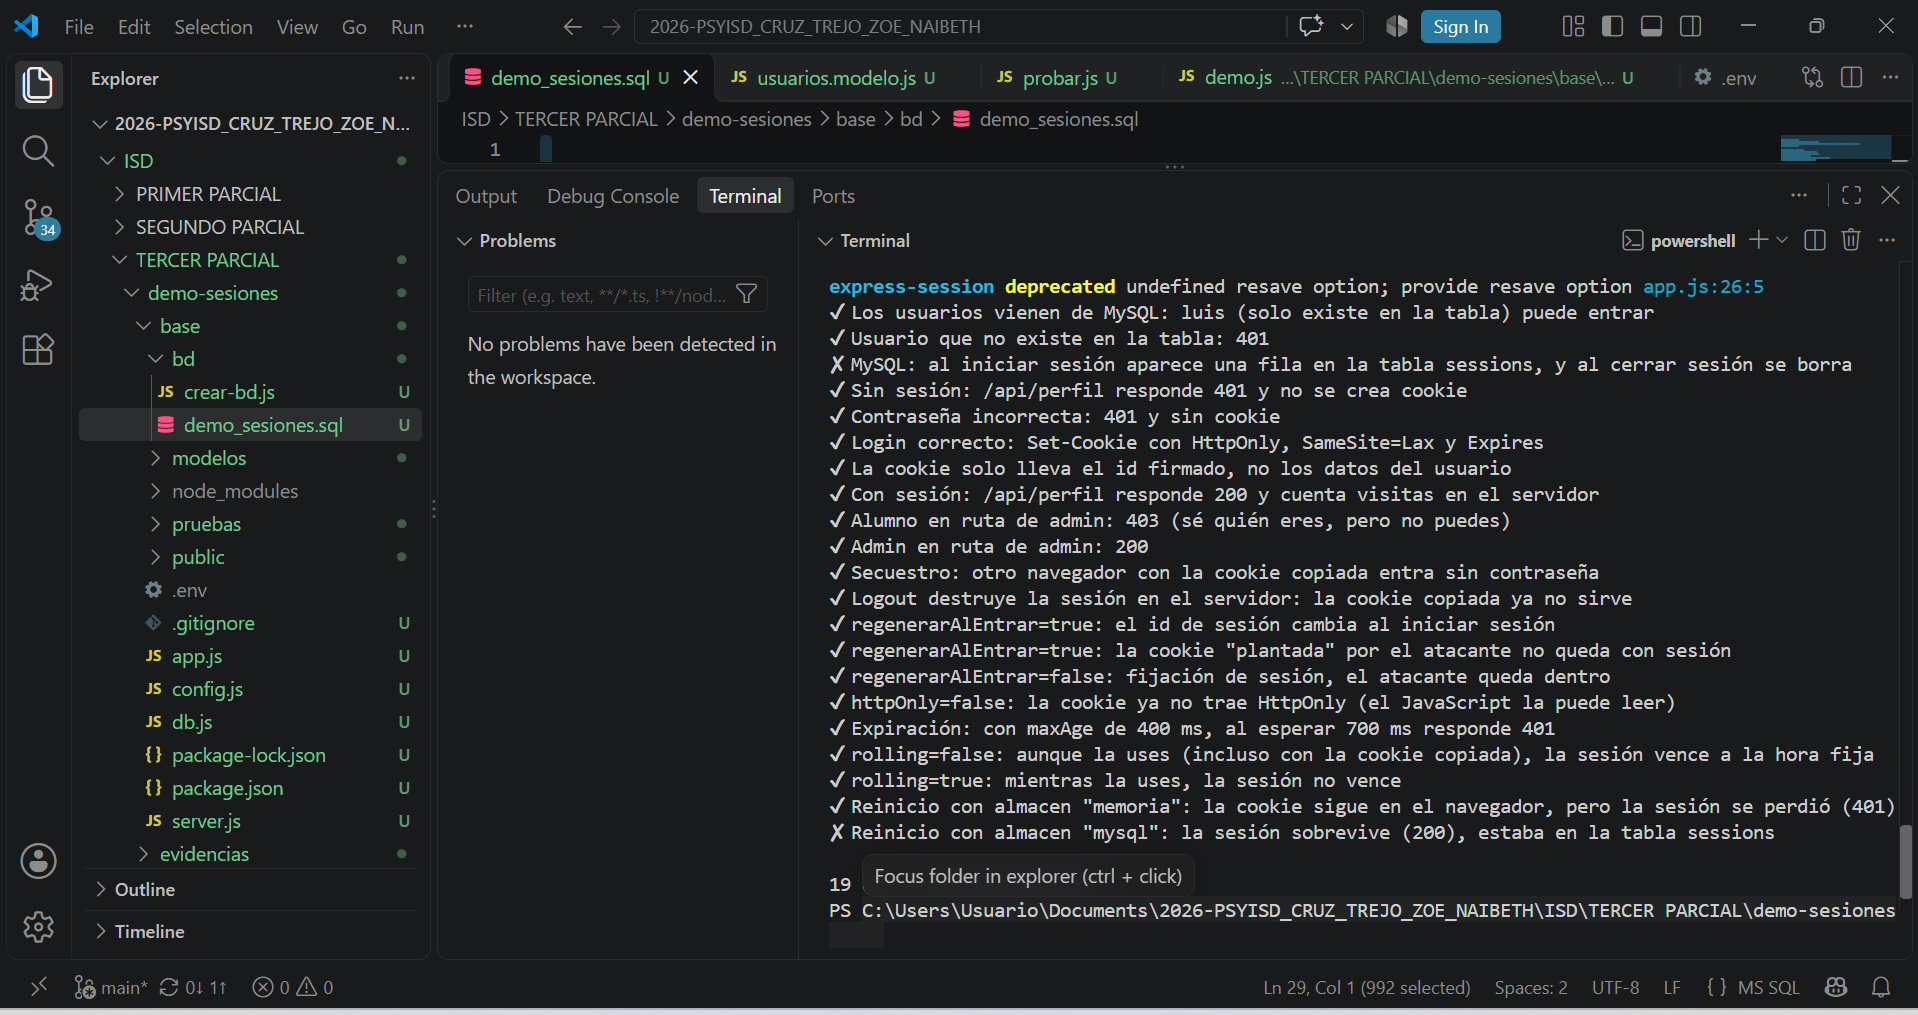 File Edit Selection View Go Run ··· 2026-PSYISD_CRUZ_TREJO_ZOE_NAIBETH Sign In
Explorer ···
2026-PSYISD_CRUZ_TREJO_ZOE_N...
ISD
PRIMER PARCIAL
SEGUNDO PARCIAL
34
TERCER PARCIAL
demo-sesiones
base
bd
JS crear-bd.js U
demo_sesiones.sql U
modelos
node_modules
pruebas
public
.env
.gitignore U
JS app.js U
JS config.js U
JS db.js U
{} package-lock.json U
{} package.json U
JS server.js U
evidencias
Outline
Timeline
demo_sesiones.sql U JS usuarios.modelo.js U JS probar.js U JS demo.js ...\TERCER PARCIAL\demo-sesiones\base\... U .env ···
ISD > TERCER PARCIAL > demo-sesiones > base > bd > demo_sesiones.sql
1
Output Debug Console Terminal Ports ···
Problems
Filter (e.g. text, **/*.ts, !**/nod...
No problems have been detected in
the workspace.
Terminal powershell ···
express-session deprecated undefined resave option; provide resave option app.js:26:5
✓ Los usuarios vienen de MySQL: luis (solo existe en la tabla) puede entrar
✓ Usuario que no existe en la tabla: 401
✗ MySQL: al iniciar sesión aparece una fila en la tabla sessions, y al cerrar sesión se borra
✓ Sin sesión: /api/perfil responde 401 y no se crea cookie
✓ Contraseña incorrecta: 401 y sin cookie
✓ Login correcto: Set-Cookie con HttpOnly, SameSite=Lax y Expires
✓ La cookie solo lleva el id firmado, no los datos del usuario
✓ Con sesión: /api/perfil responde 200 y cuenta visitas en el servidor
✓ Alumno en ruta de admin: 403 (sé quién eres, pero no puedes)
✓ Admin en ruta de admin: 200
✓ Secuestro: otro navegador con la cookie copiada entra sin contraseña
✓ Logout destruye la sesión en el servidor: la cookie copiada ya no sirve
✓ regenerarAlEntrar=true: el id de sesión cambia al iniciar sesión
✓ regenerarAlEntrar=true: la cookie "plantada" por el atacante no queda con sesión
✓ regenerarAlEntrar=false: fijación de sesión, el atacante queda dentro
✓ httpOnly=false: la cookie ya no trae HttpOnly (el JavaScript la puede leer)
✓ Expiración: con maxAge de 400 ms, al esperar 700 ms responde 401
✓ rolling=false: aunque la uses (incluso con la cookie copiada), la sesión vence a la hora fija
✓ rolling=true: mientras la uses, la sesión no vence
✓ Reinicio con almacen "memoria": la cookie sigue en el navegador, pero la sesión se perdió (401)
✗ Reinicio con almacen "mysql": la sesión sobrevive (200), estaba en la tabla sessions
19
Focus folder in explorer (ctrl + click)
PS C:\Users\Usuario\Documents\2026-PSYISD_CRUZ_TREJO_ZOE_NAIBETH\ISD\TERCER PARCIAL\demo-sesiones
main* 0↓ 1↑ 0 0 Ln 29, Col 1 (992 selected) Spaces: 2 UTF-8 LF {} MS SQL